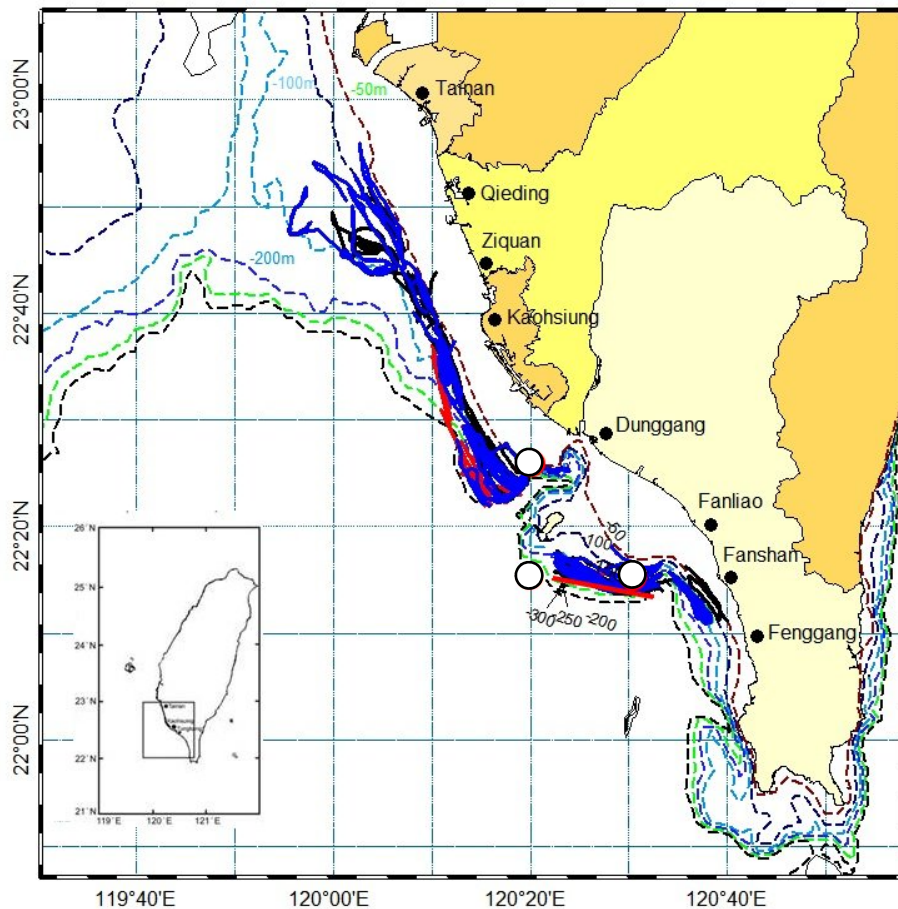 -100m
-50m
Tainan
23°00'N
Qieding
Ziquan
-200m
22°40'N
Kaohsiung
Dunggang
Fanliao
22°20'N
-50
100
Fanshan
-300
-250
-200
Fenggang
26°N
25°N
24°N
23°N
22°N
21°N
119°E
120°E
121°E
Tainan
Kaohsiung
22°00'N
119°40'E
120°00'E
120°20'E
120°40'E